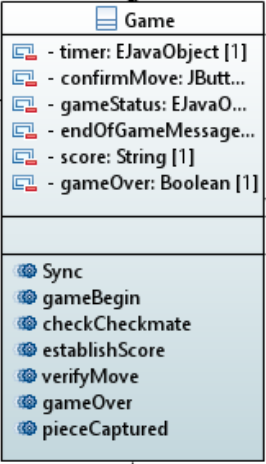 Game
- timer: EJavaObject [1]
- confirmMove: JButt...
- gameStatus: EJavaO...
- endOfGameMessage...
- score: String [1]
- gameOver: Boolean [1]
Sync
gameBegin
checkCheckmate
establishScore
verifyMove
gameOver
pieceCaptured